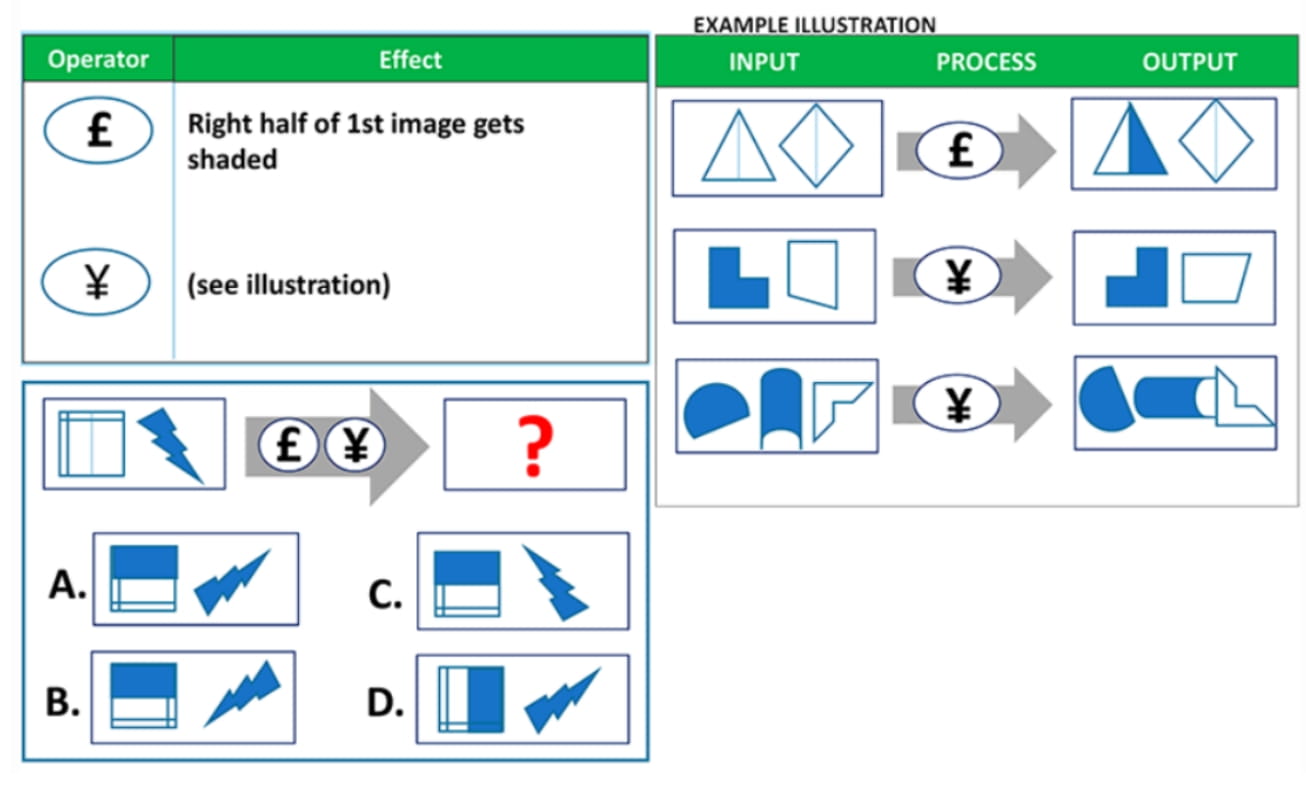 EXAMPLE ILLUSTRATION
Operator Effect
INPUT PROCESS OUTPUT
£ Right half of 1st image gets
shaded
£
¥ (see illustration)
¥
¥
£ ¥ ?
A.
C.
B.
D.